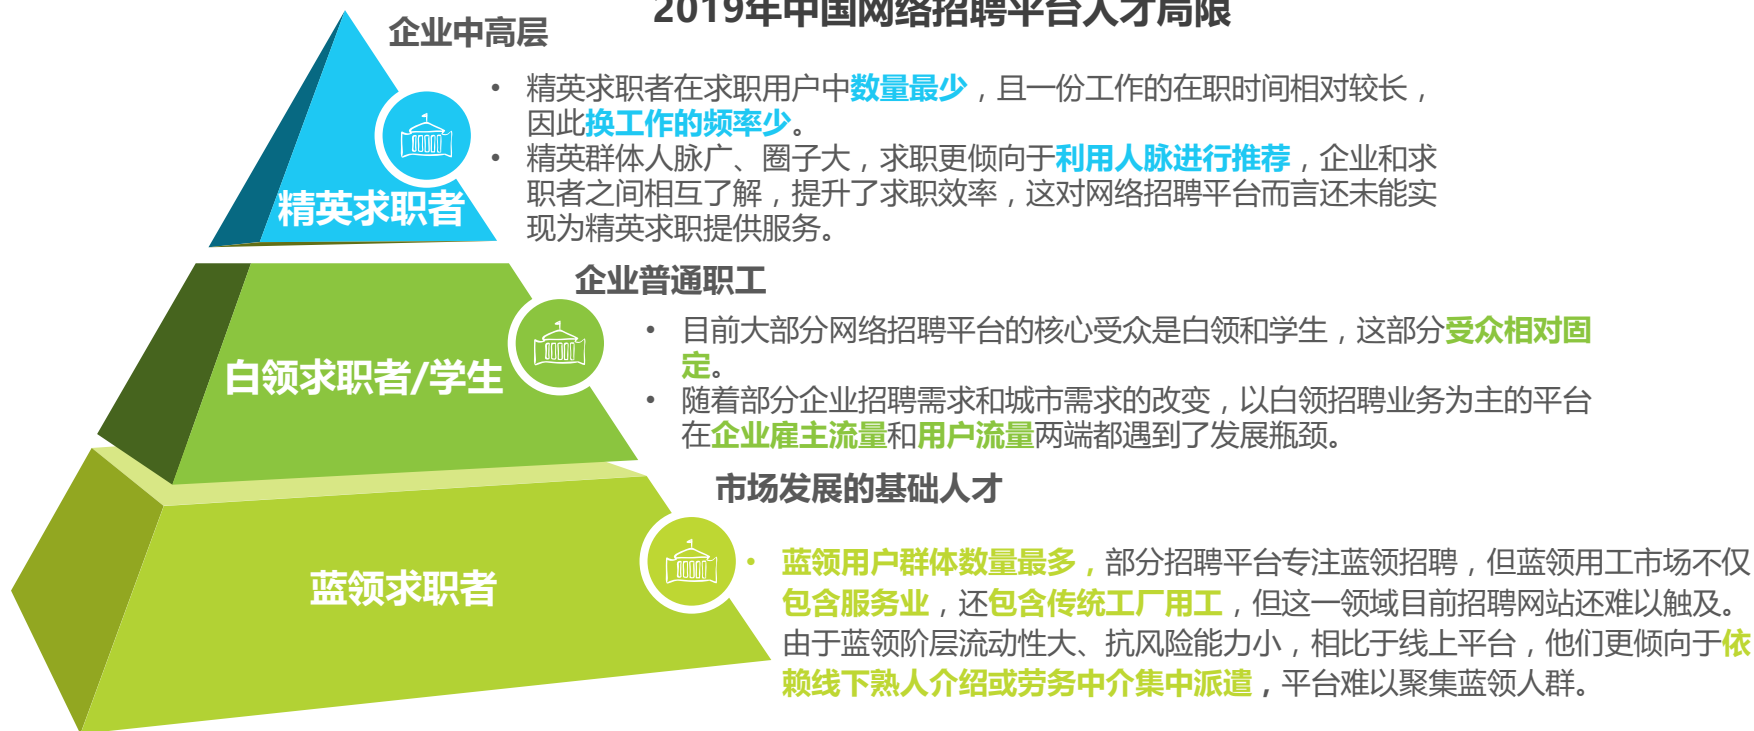 2019年中国网络招聘平台人才局限
企业中高层
• 精英求职者在求职用户中数量最少，且一份工作的在职时间相对较长，
因此换工作的频率少。
• 精英群体人脉广、圈子大，求职更倾向于利用人脉进行推荐，企业和求
职者之间相互了解，提升了求职效率，这对网络招聘平台而言还未能实
现为精英求职提供服务。
精英求职者
企业普通职工
• 目前大部分网络招聘平台的核心受众是白领和学生，这部分受众相对固
定。
• 随着部分企业招聘需求和城市需求的改变，以白领招聘业务为主的平台
在企业雇主流量和用户流量两端都遇到了发展瓶颈。
白领求职者/学生
市场发展的基础人才
• 蓝领用户群体数量最多，部分招聘平台专注蓝领招聘，但蓝领用工市场不仅
包含服务业，还包含传统工厂用工，但这一领域目前招聘网站还难以触及。
由于蓝领阶层流动性大、抗风险能力小，相比于线上平台，他们更倾向于依
赖线下熟人介绍或劳务中介集中派遣，平台难以聚集蓝领人群。
蓝领求职者